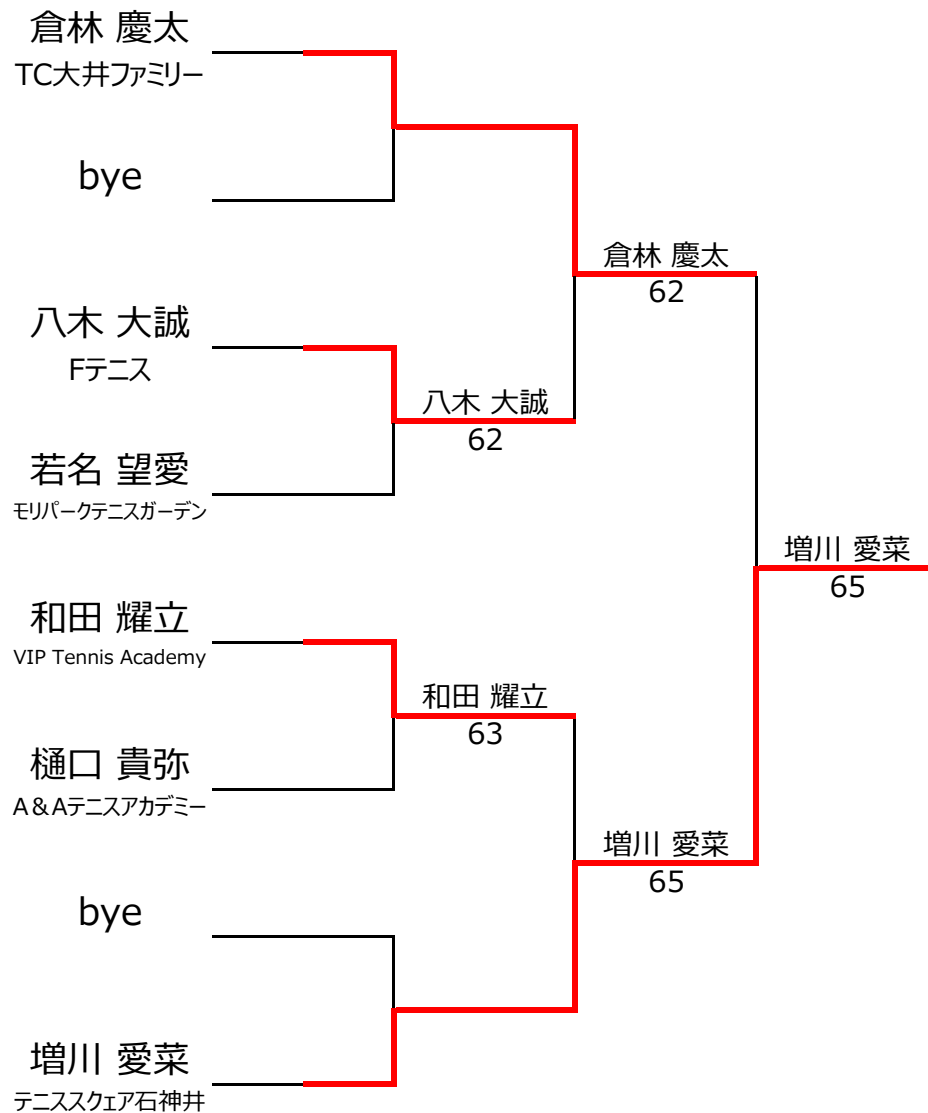 倉林 慶太
TC大井ファミリー
bye
八木 大誠
Fテニス
若名 望愛
モリパークテニスガーデン
和田 耀立
VIP Tennis Academy
樋口 貴弥
A&Aテニスアカデミー
bye
増川 愛菜
テニススクェア石神井
八木 大誠
62
和田 耀立
63
倉林 慶太
62
増川 愛菜
65
増川 愛菜
65